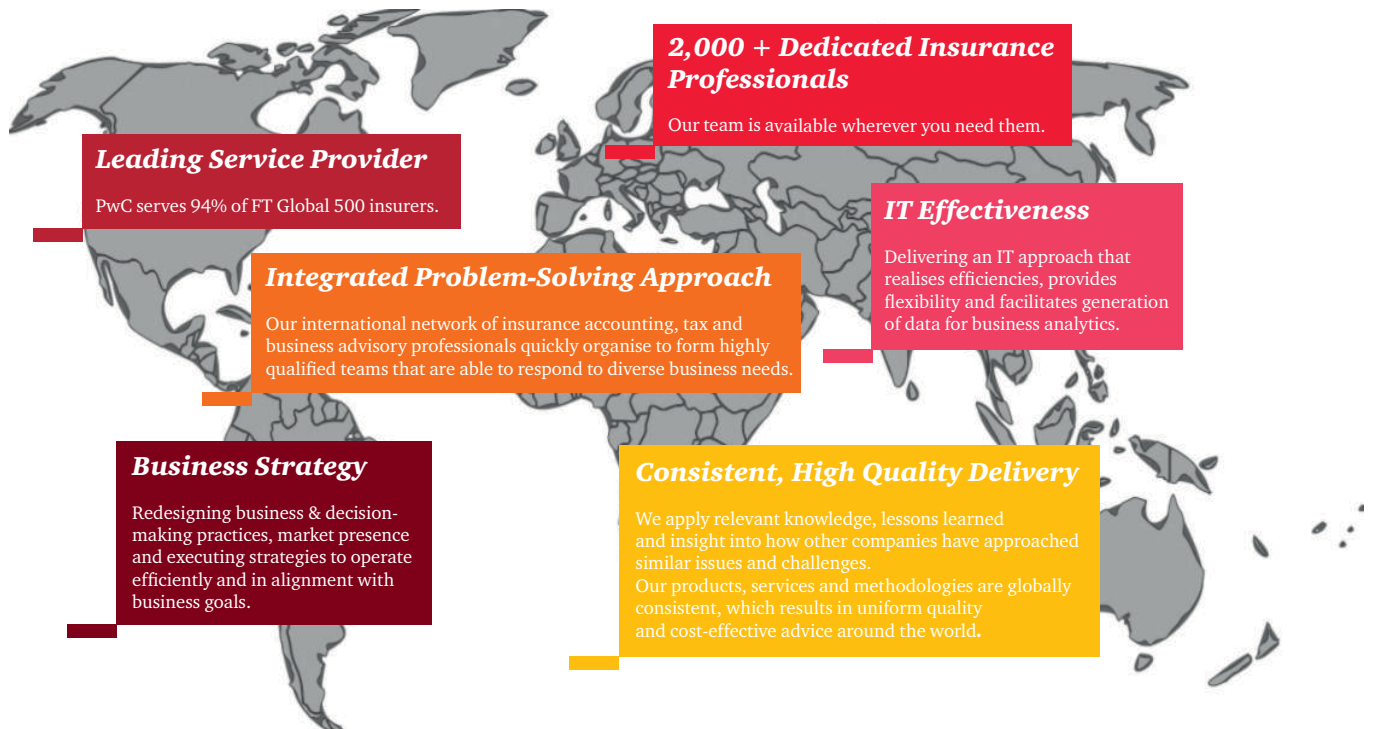 2,000 + Dedicated Insurance
Professionals
Our team is available wherever you need them.
Leading Service Provider
PwC serves 94% of FT Global 500 insurers.
IT Effectiveness
Delivering an IT approach that
realises efficiencies, provides
flexibility and facilitates generation
of data for business analytics.
Integrated Problem-Solving Approach
Our international network of insurance accounting, tax and
business advisory professionals quickly organise to form highly
qualified teams that are able to respond to diverse business needs.
Business Strategy
Redesigning business & decision-
making practices, market presence
and executing strategies to operate
efficiently and in alignment with
business goals.
Consistent, High Quality Delivery
We apply relevant knowledge, lessons learned
and insight into how other companies have approached
similar issues and challenges.
Our products, services and methodologies are globally
consistent, which results in uniform quality
and cost-effective advice around the world.